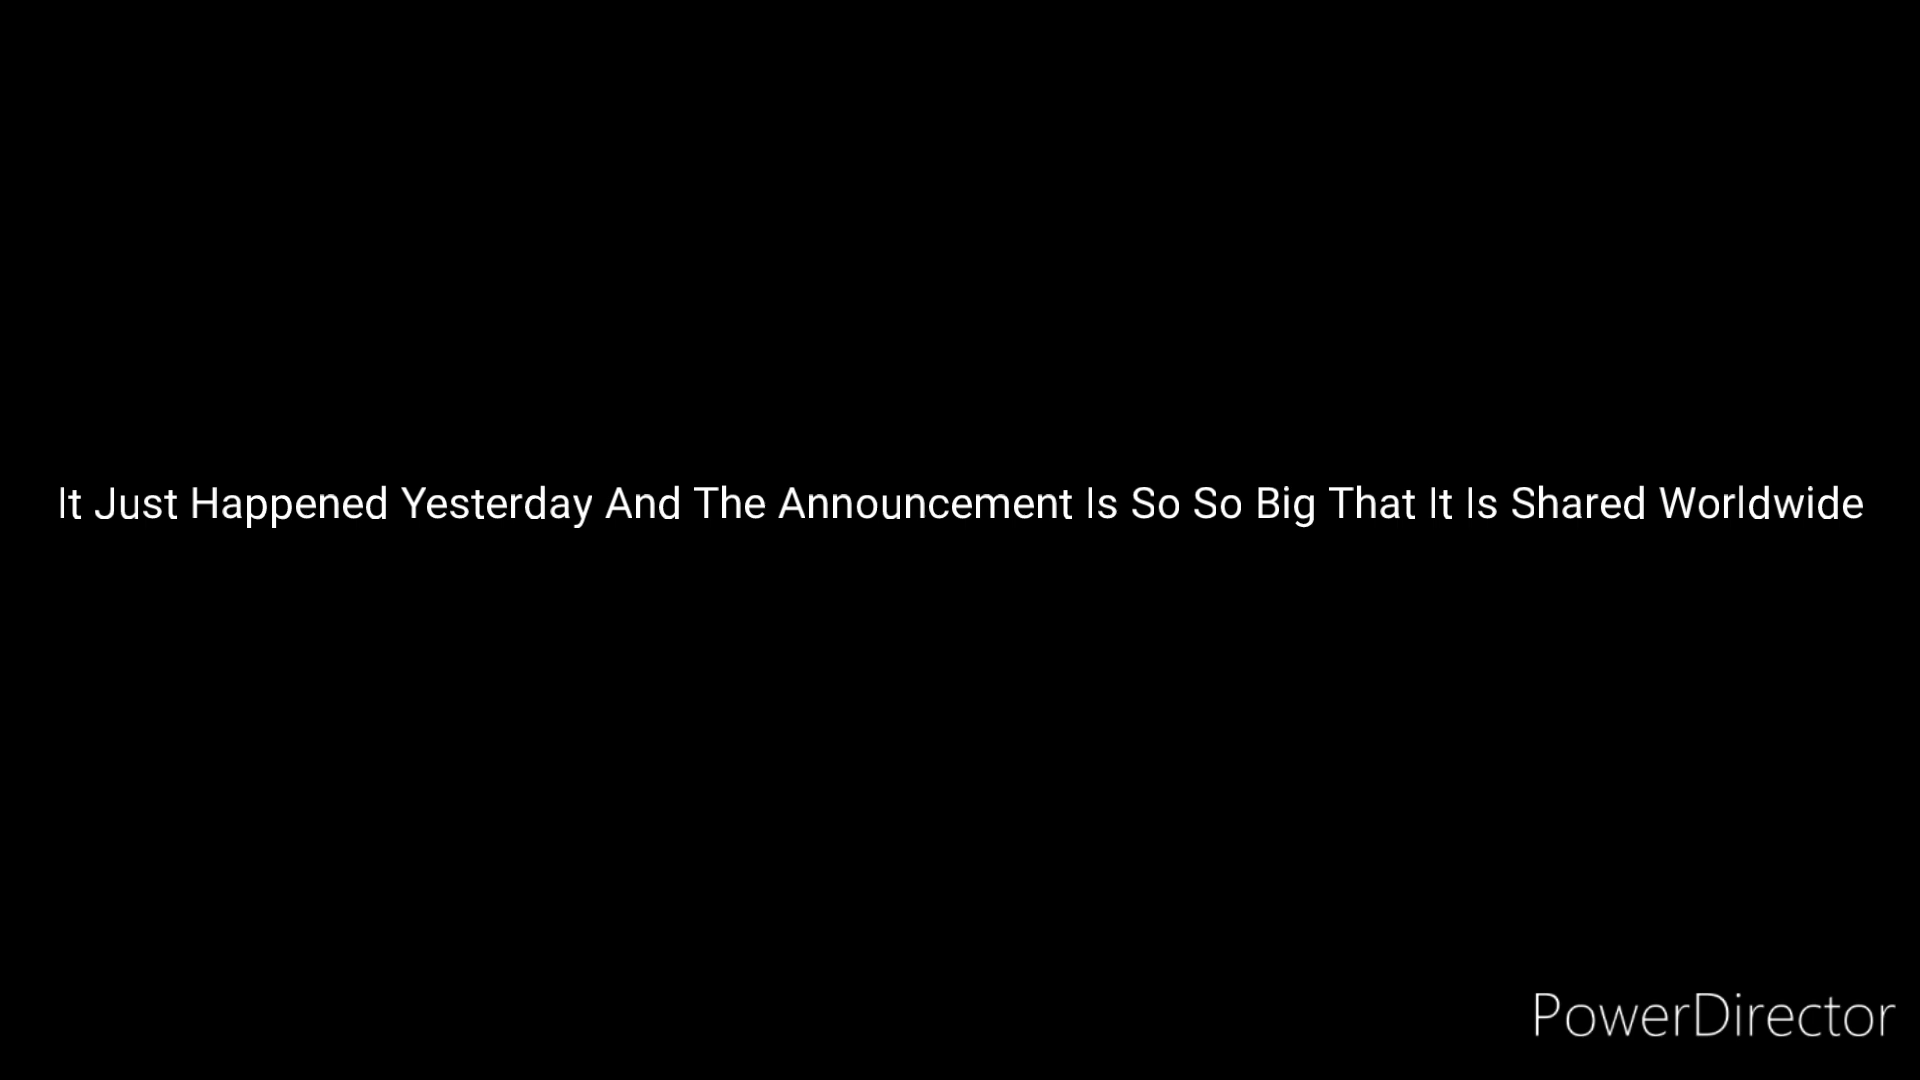 It Just Happened Yesterday And The Announcement Is So So Big That It Is Shared Worldwide
PowerDirector